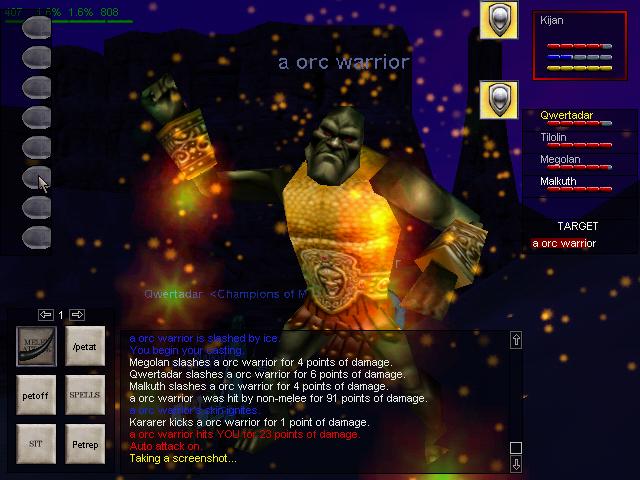 407 1.6% 1.6% 808
Kijan
a orc warrior
Qwertadar
Tilolin
Megolan
Malkuth
TARGET
a orc warrior
Qwertadar <Champions of M
1
/petat
petoff
SPELLS
SIT
Petrep
a orc warrior is slashed by ice.
You begin your casting.
Megolan slashes a orc warrior for 4 points of damage.
Qwertadar slashes a orc warrior for 6 points of damage.
Malkuth slashes a orc warrior for 4 points of damage.
a orc warrior was hit by non-melee for 91 points of damage.
a orc warrior's skin ignites.
Kararer kicks a orc warrior for 1 point of damage.
a orc warrior hits YOU for 23 points of damage.
Auto attack on.
Taking a screenshot...